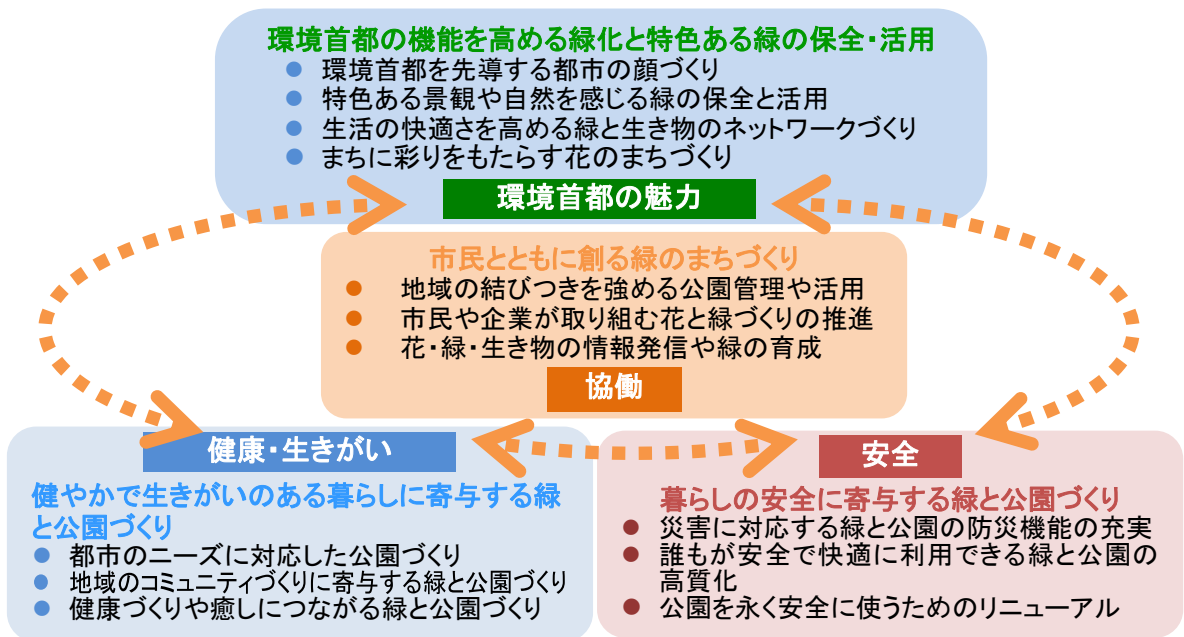 環境首都の機能を高める緑化と特色ある緑の保全・活用
● 環境首都を先導する都市の顔づくり
● 特色ある景観や自然を感じる緑の保全と活用
● 生活の快適さを高める緑と生き物のネットワークづくり
● まちに彩りをもたらす花のまちづくり
環境首都の魅力
市民とともに創る緑のまちづくり
● 地域の結びつきを強める公園管理や活用
● 市民や企業が取り組む花と緑づくりの推進
● 花・緑・生き物の情報発信や緑の育成
協働
健康・生きがい
健やかで生きがいのある暮らしに寄与する緑
と公園づくり
● 都市のニーズに対応した公園づくり
● 地域のコミュニティづくりに寄与する緑と公園づくり
● 健康づくりや癒しにつながる緑と公園づくり
安全
暮らしの安全に寄与する緑と公園づくり
● 災害に対応する緑と公園の防災機能の充実
● 誰もが安全で快適に利用できる緑と公園の
高質化
● 公園を永く安全に使うためのリニューアル